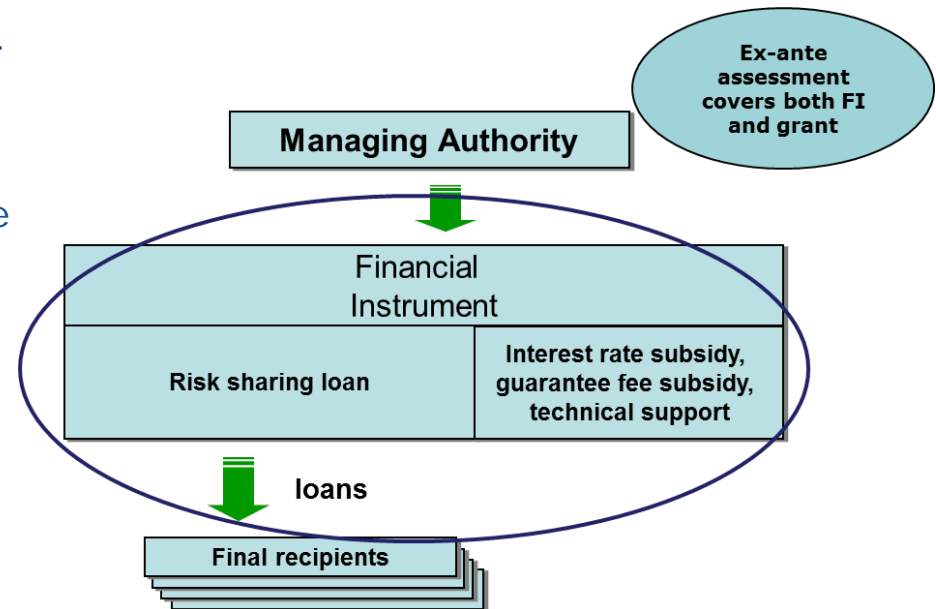 Ex-ante
assessment
covers both FI
and grant
Managing Authority
e
Financial
Instrument
Risk sharing loan
Interest rate subsidy,
guarantee fee subsidy,
technical support
loans
Final recipients